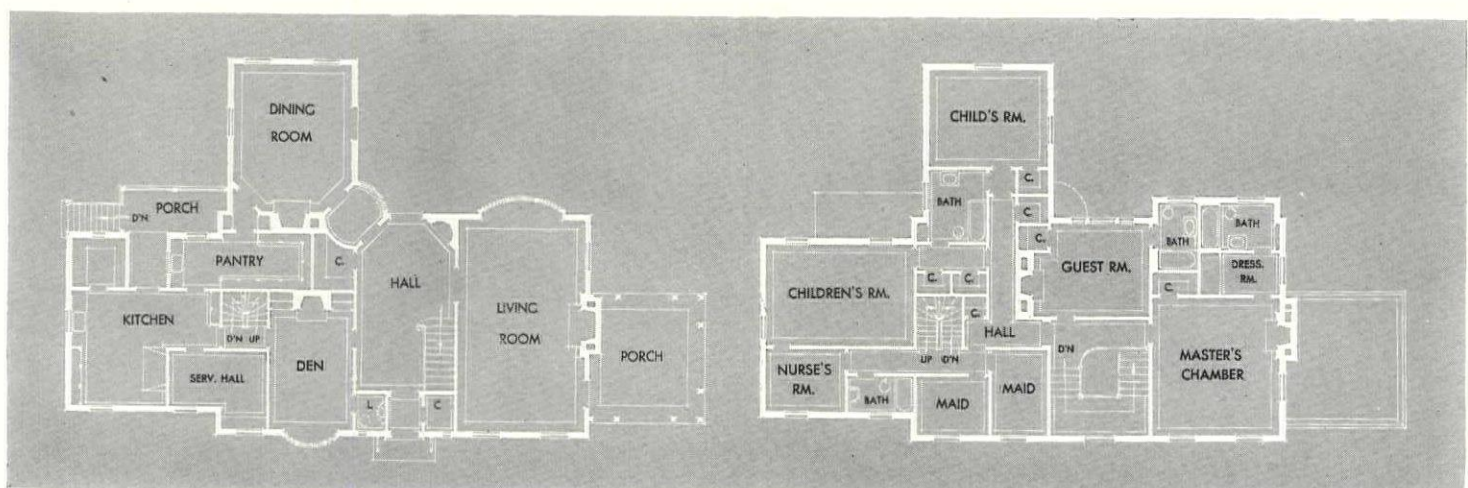 DINING
ROOM
PORCH
D'N
PANTRY
C.
HALL
KITCHEN
D'N UP
DEN
SERV. HALL
LIVING
ROOM
PORCH
L
C
CHILD'S RM.
C.
BATH
C.
C.
GUEST RM.
BATH
BATH
DRESS.
RM.
C.
CHILDREN'S RM.
C.
C.
C.
HALL
UP
D'N
D'N
MASTER'S
CHAMBER
NURSE'S
RM.
BATH
MAID
MAID